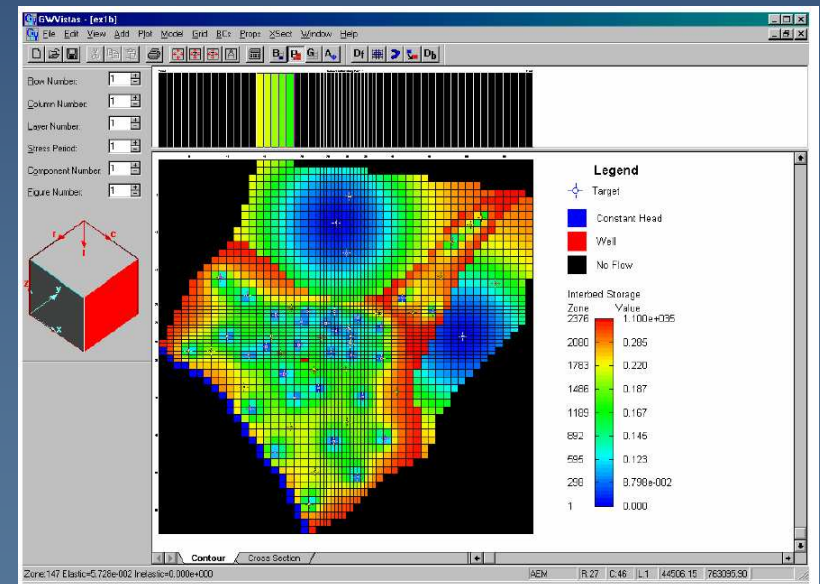 GWVistas - [ex1b]
File Edit View Add Plot Model Grid BCs Props XSect Window Help
Row Number: 1
Column Number: 1
Layer Number: 1
Stress Period: 1
Component Number: 1
Figure Number: 1
Legend
Target
Constant Head
Well
No Flow
Interbed Storage
Zone Value
2376 1.100e+035
2080 0.285
1783 0.220
1486 0.187
1189 0.167
892 0.145
595 0.123
298 8.798e-002
1 0.000
Contour Cross Section
Zone:147 Elastic=5.728e-002 Inelastic=0.000e+000 AEM R:27 C:46 L:1 44506.15 763095.90